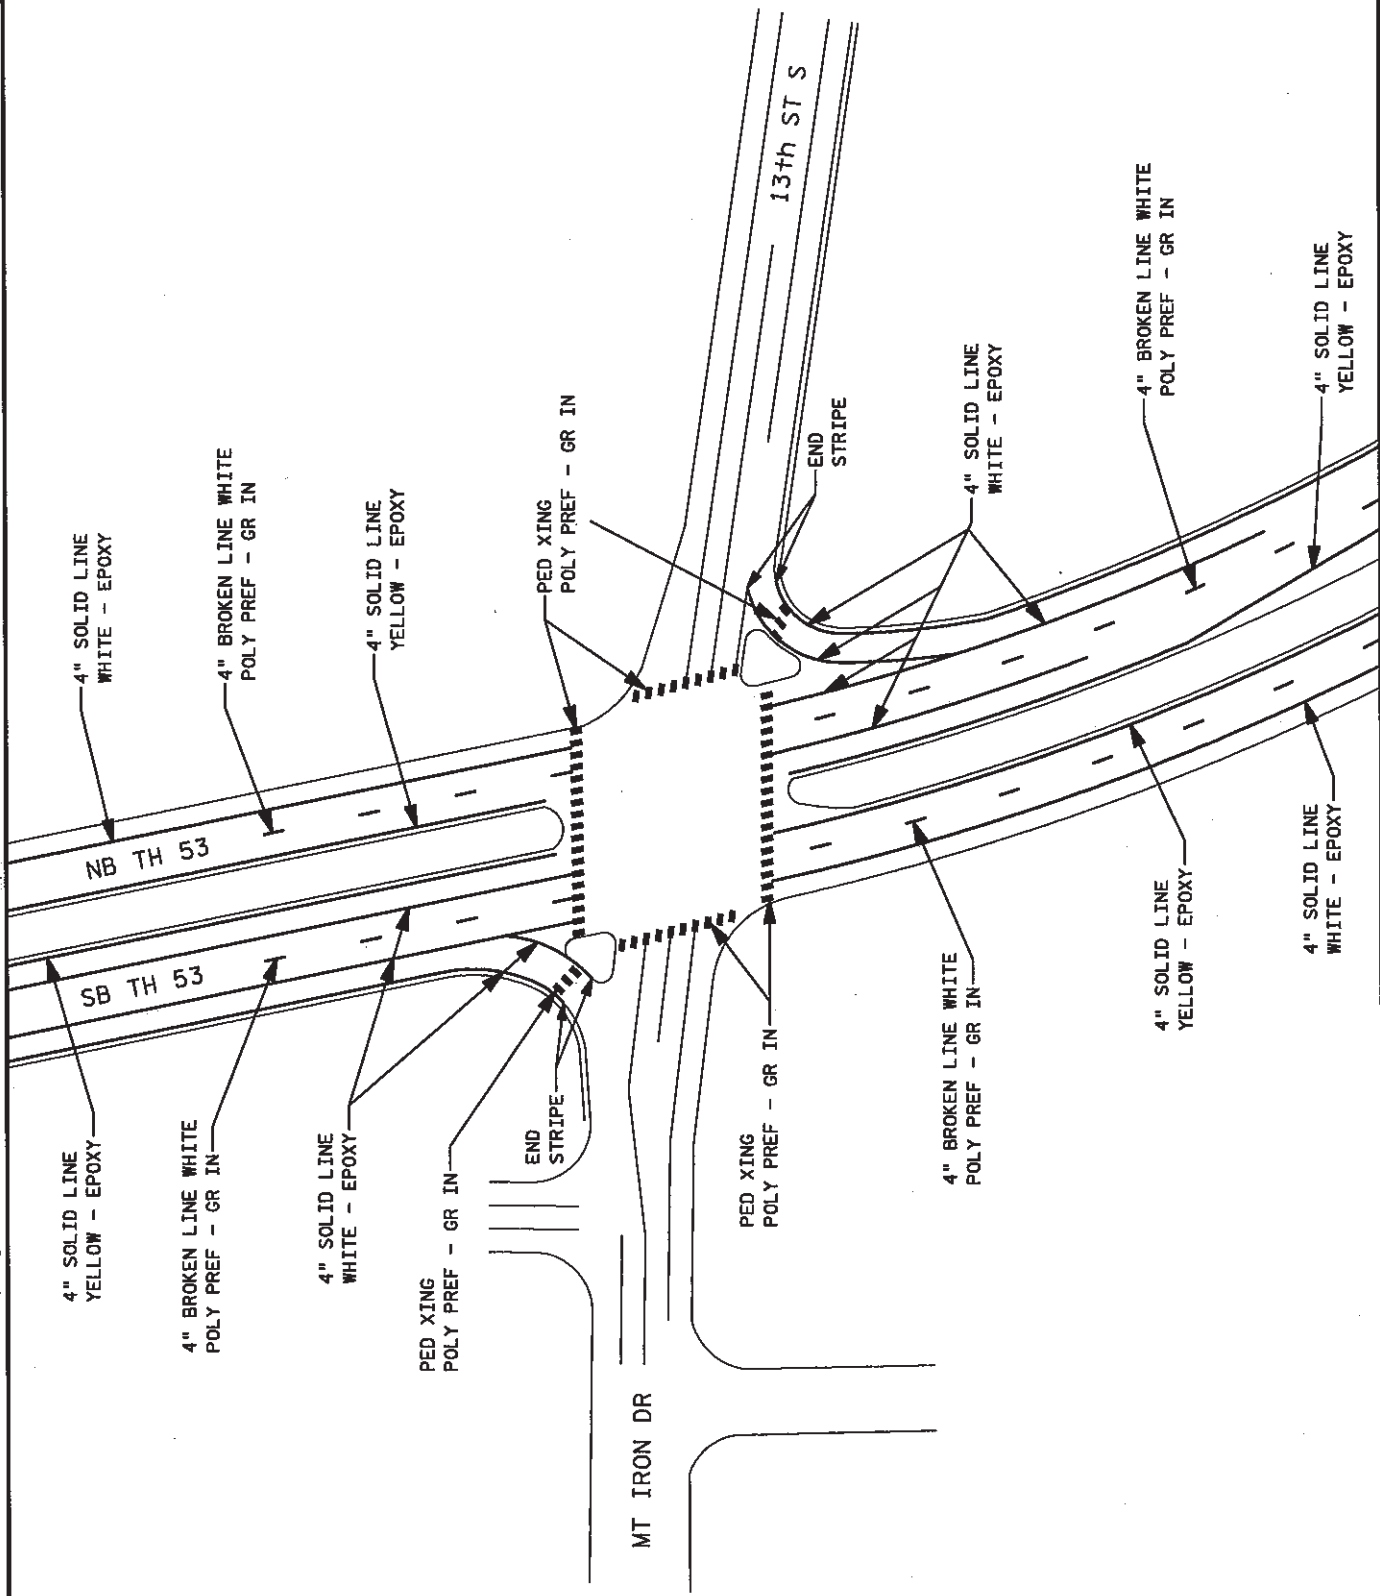 4" SOLID LINE
WHITE - EPOXY
4" BROKEN LINE WHITE
POLY PREF - GR IN
4" SOLID LINE
YELLOW - EPOXY
PED XING
POLY PREF - GR IN
13th ST S
END
STRIPE
4" SOLID LINE
WHITE - EPOXY
4" BROKEN LINE WHITE
POLY PREF - GR IN
4" SOLID LINE
YELLOW - EPOXY
NB TH 53
SB TH 53
4" SOLID LINE
YELLOW - EPOXY
4" BROKEN LINE WHITE
POLY PREF - GR IN
4" SOLID LINE
WHITE - EPOXY
PED XING
POLY PREF - GR IN
END
STRIPE
MT IRON DR
PED XING
POLY PREF - GR IN
4" BROKEN LINE WHITE
POLY PREF - GR IN
4" SOLID LINE
YELLOW - EPOXY
4" SOLID LINE
WHITE - EPOXY